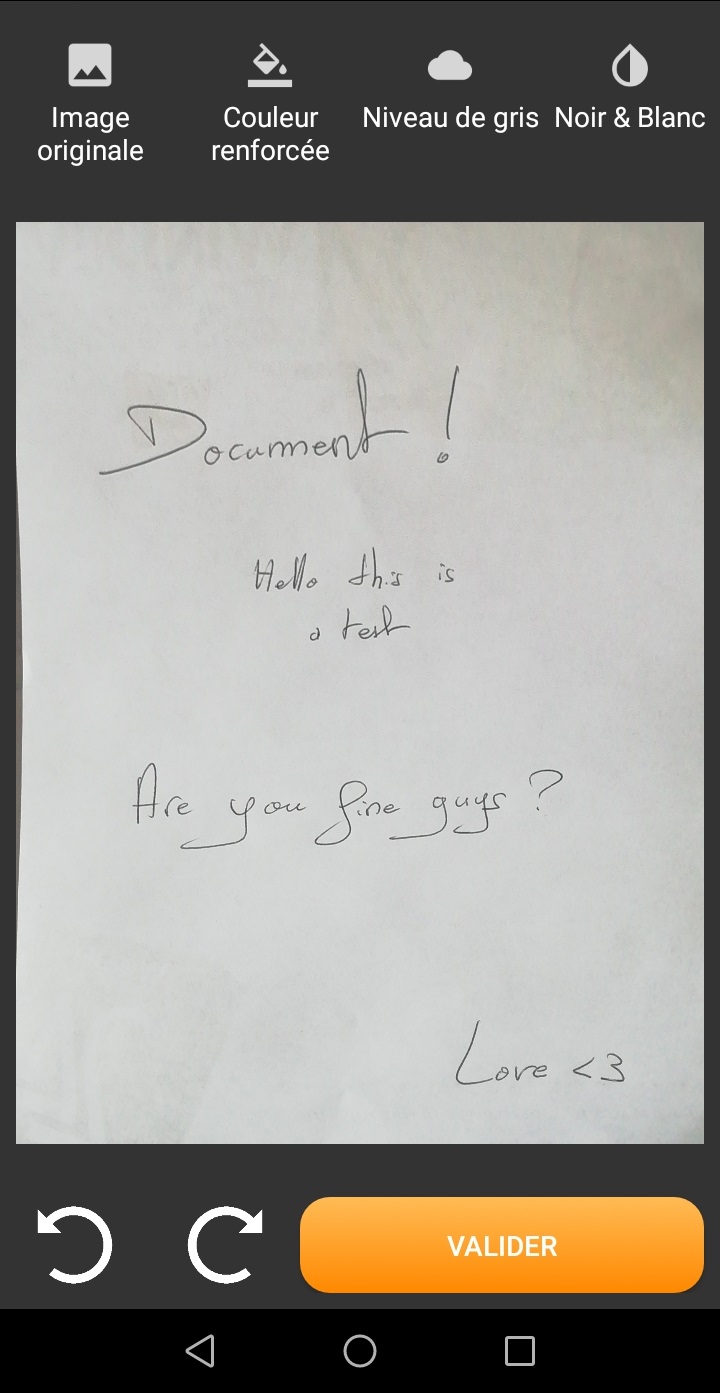 Image
originale
Couleur
renforcée
Niveau de gris
Noir & Blanc
Document !
Hello this is
a test
Are you fine guys ?
Love <3
VALIDER